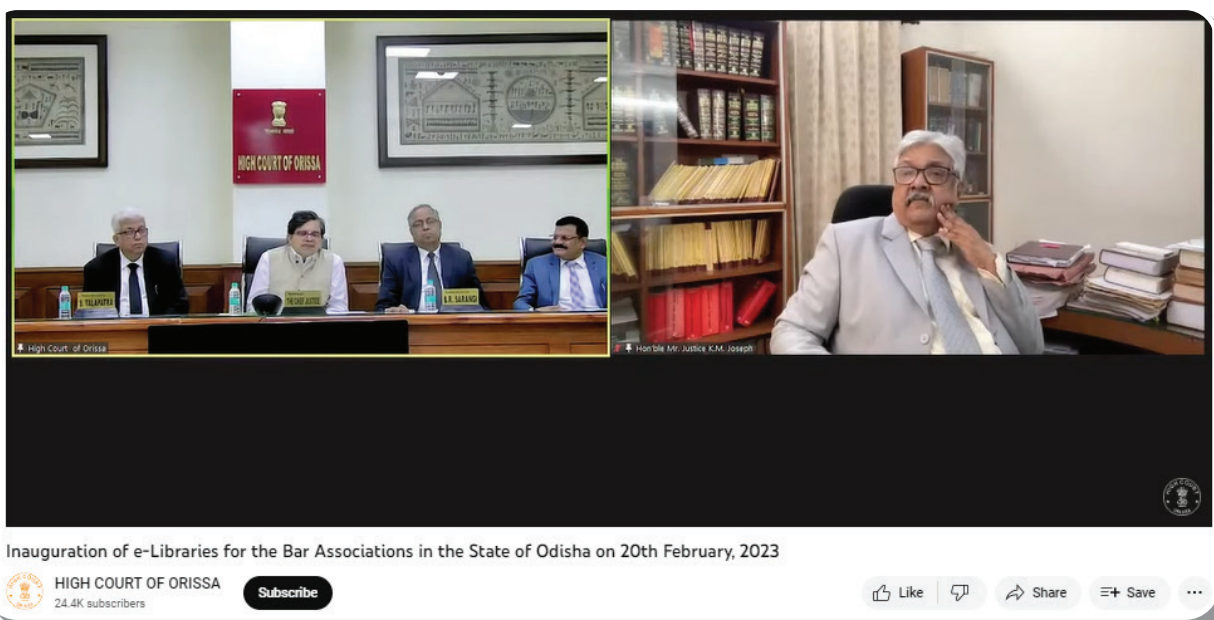 HIGH COURT OF ORISSA
S. TALAPATRA
THE CHIEF JUSTICE
B.R. SARANGI
High Court of Orissa
Hon'ble Mr. Justice K.M. Joseph
Inauguration of e-Libraries for the Bar Associations in the State of Odisha on 20th February, 2023
HIGH COURT OF ORISSA
24.4K subscribers
Subscribe
Like
Share
Save